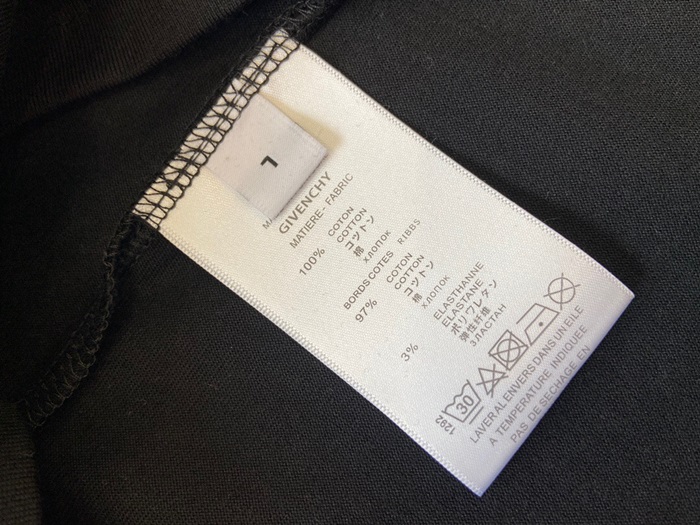 L
GIVENCHY
MATIERE - FABRIC
100% COTON
COTTON
コットン
棉
ХЛОПОК
BORDS COTES RIBBS
97% COTON
COTTON
コットン
棉
ХЛОПОК
3% ELASTHANNE
ELASTANE
ポリウレタン
弹性纤维
ЭЛАСТАН
1292
30
LAVERAL ENVERS DANS UN EILE
A TEMPERATURE INDIQUEE
PAS DE SECHAGE EN